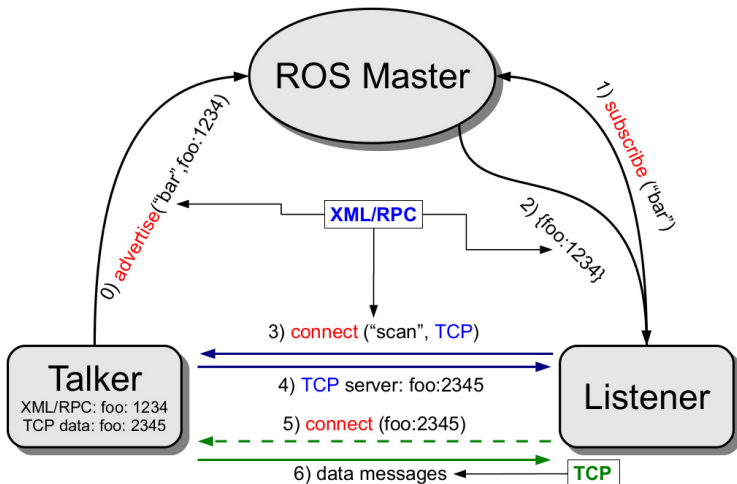 ROS Master
0) advertise(“bar”,foo:1234)
1) subscribe (“bar”)
XML/RPC
2) {foo:1234}
3) connect (“scan”, TCP)
Talker
XML/RPC: foo: 1234
TCP data: foo: 2345
4) TCP server: foo:2345
Listener
5) connect (foo:2345)
6) data messages
TCP